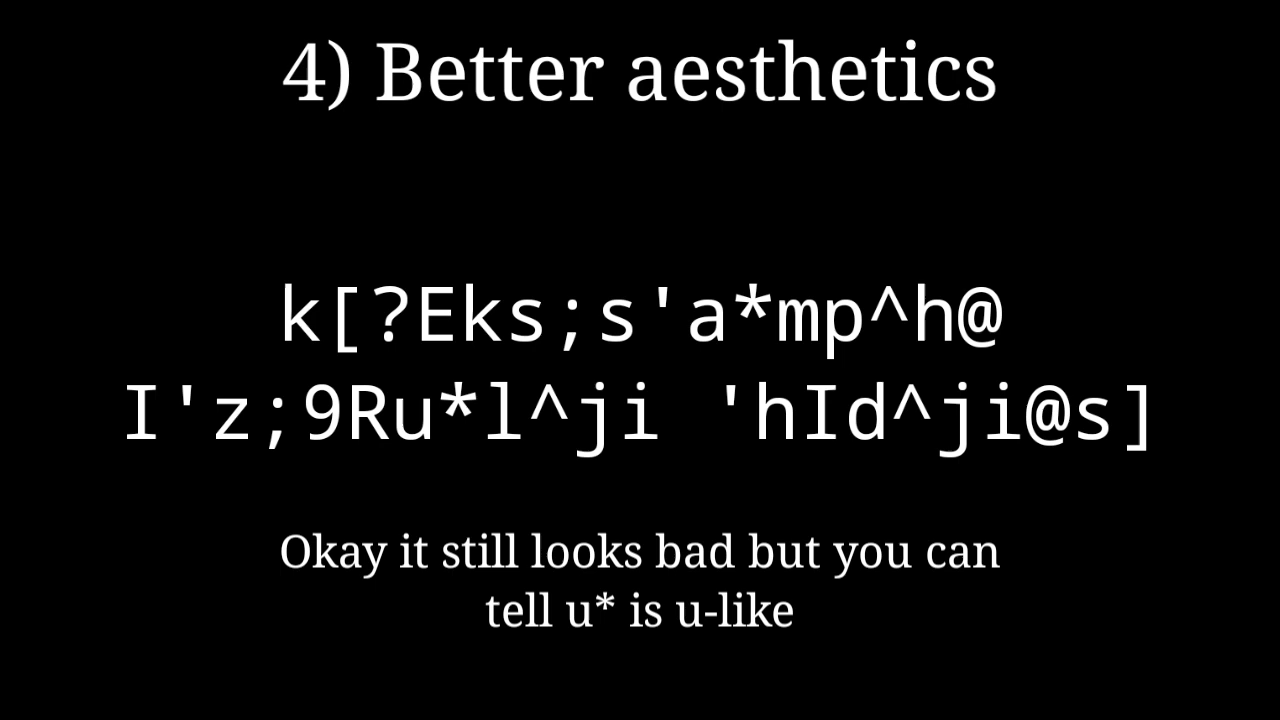 4) Better aesthetics
k[?Eks;s'a*mp^h@
I'z;9Ru*l^ji 'hId^ji@s]
Okay it still looks bad but you can
tell u* is u-like